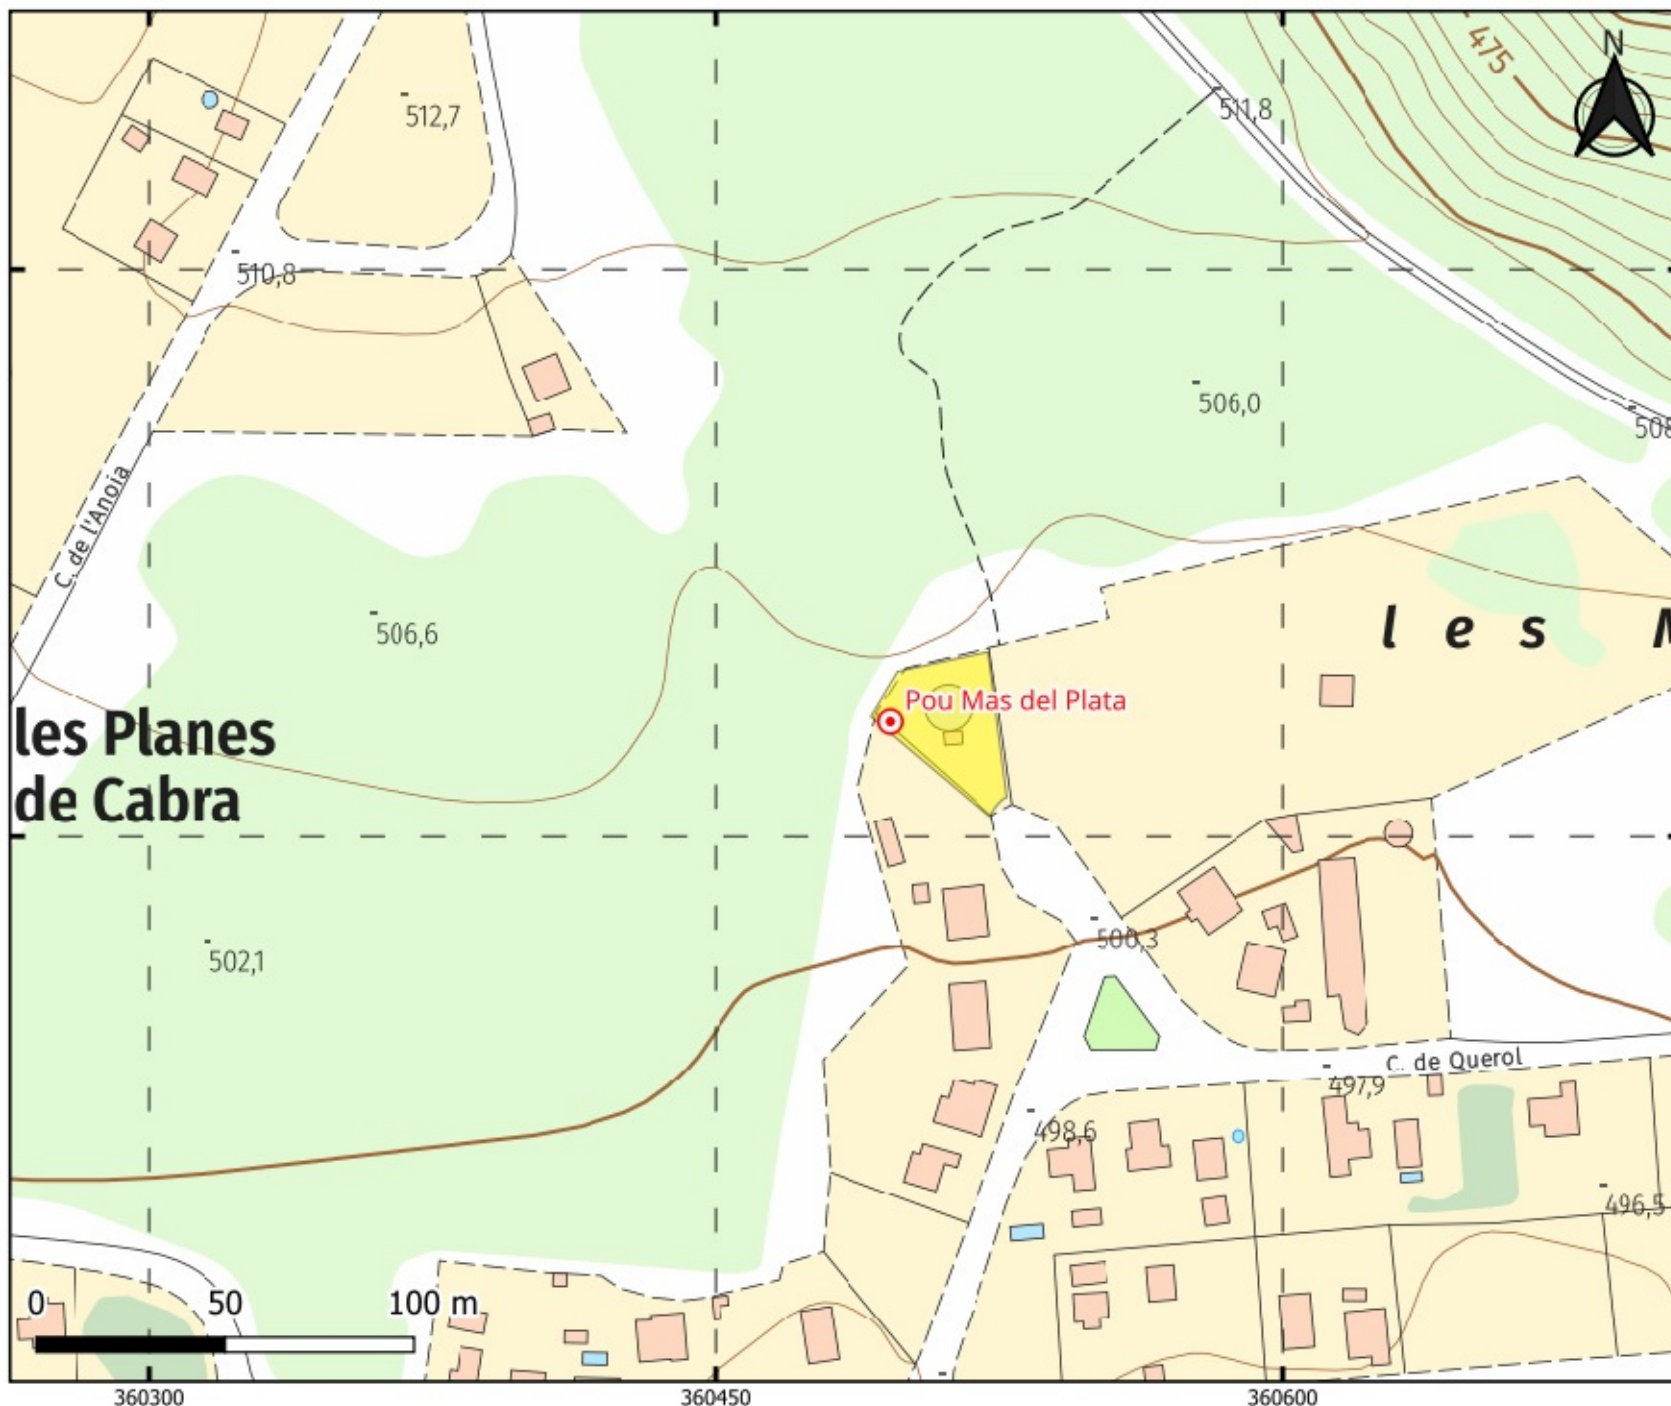 475
N
511,8
512,7
510,8
506,0
508
C. de l'Anoia
506,6
l e s M
Pou Mas del Plata
les Planes
de Cabra
500,3
502,1
C. de Querol
497,9
498,6
496,5
0 50 100 m
360300 360450 360600